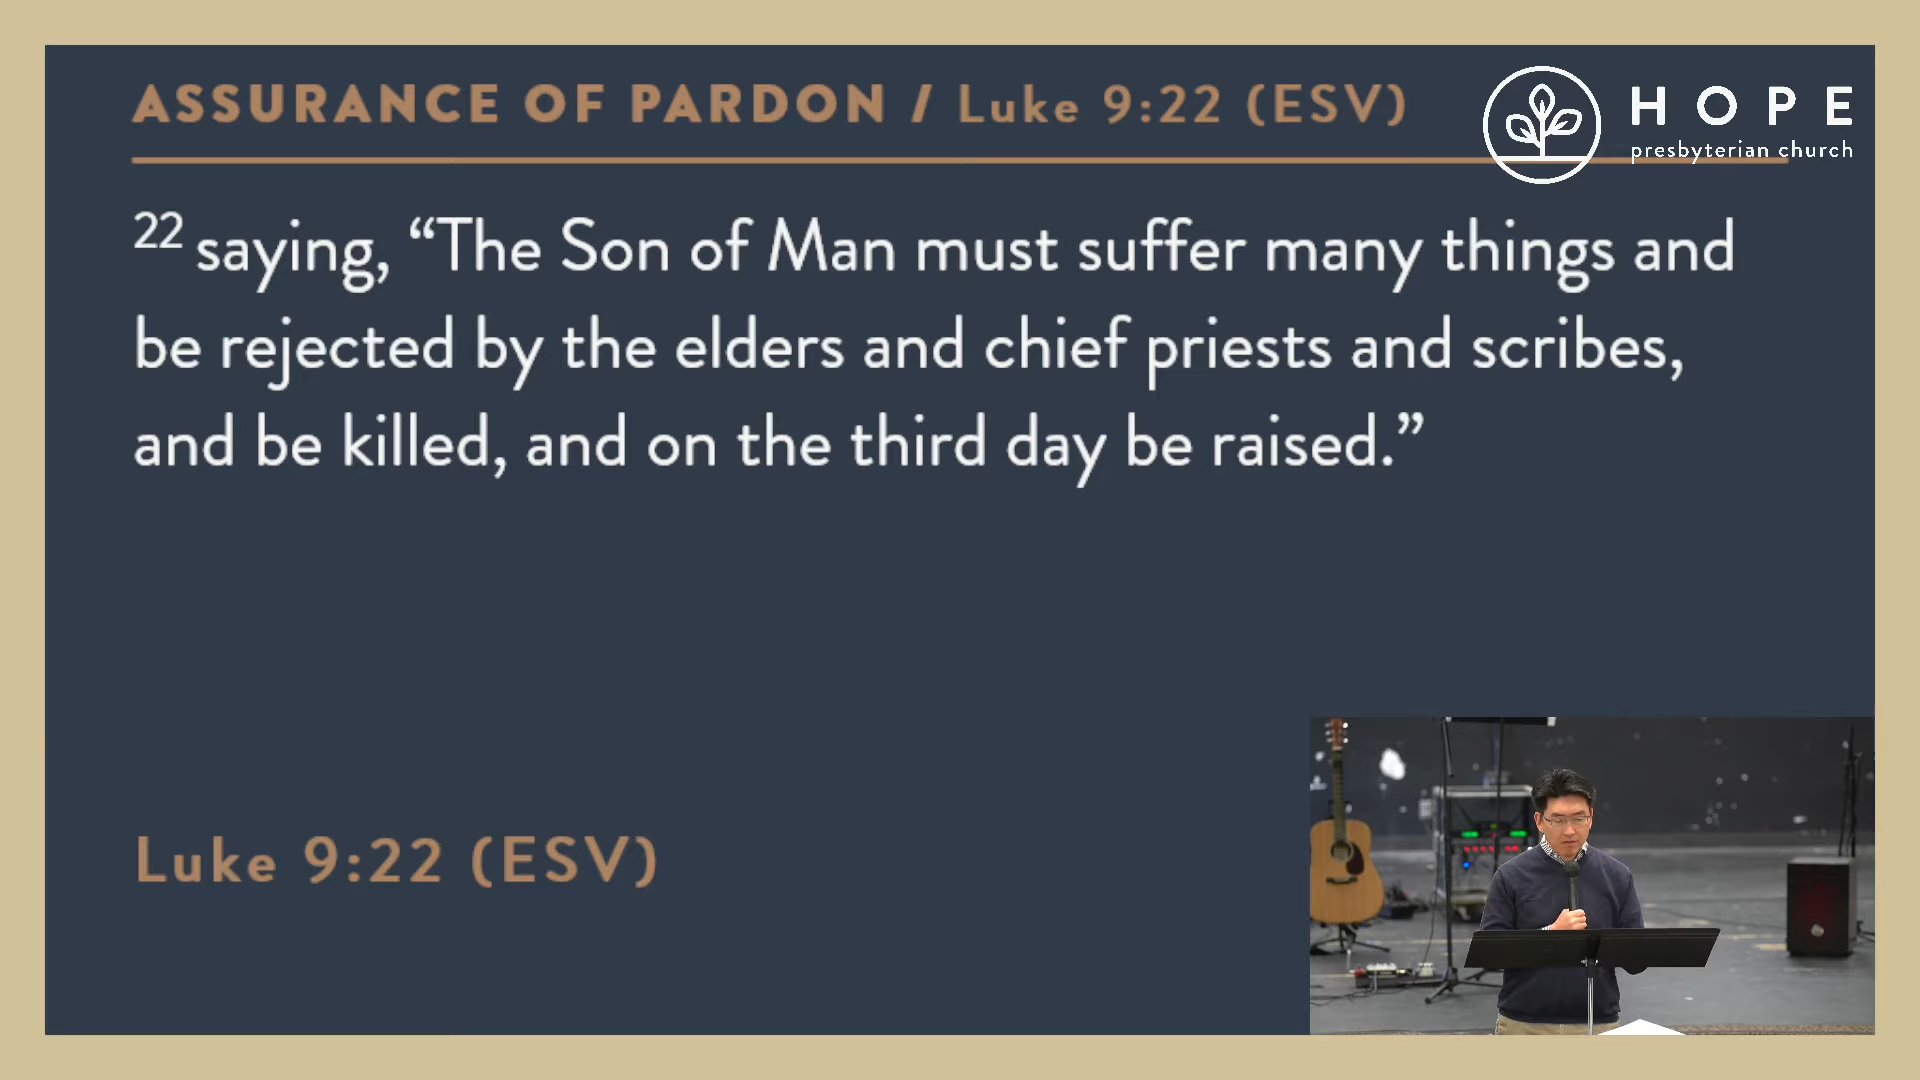 ASSURANCE OF PARDON / Luke 9:22 (ESV)
HOPE
presbyterian church
22 saying, “The Son of Man must suffer many things and
be rejected by the elders and chief priests and scribes,
and be killed, and on the third day be raised.”
Luke 9:22 (ESV)